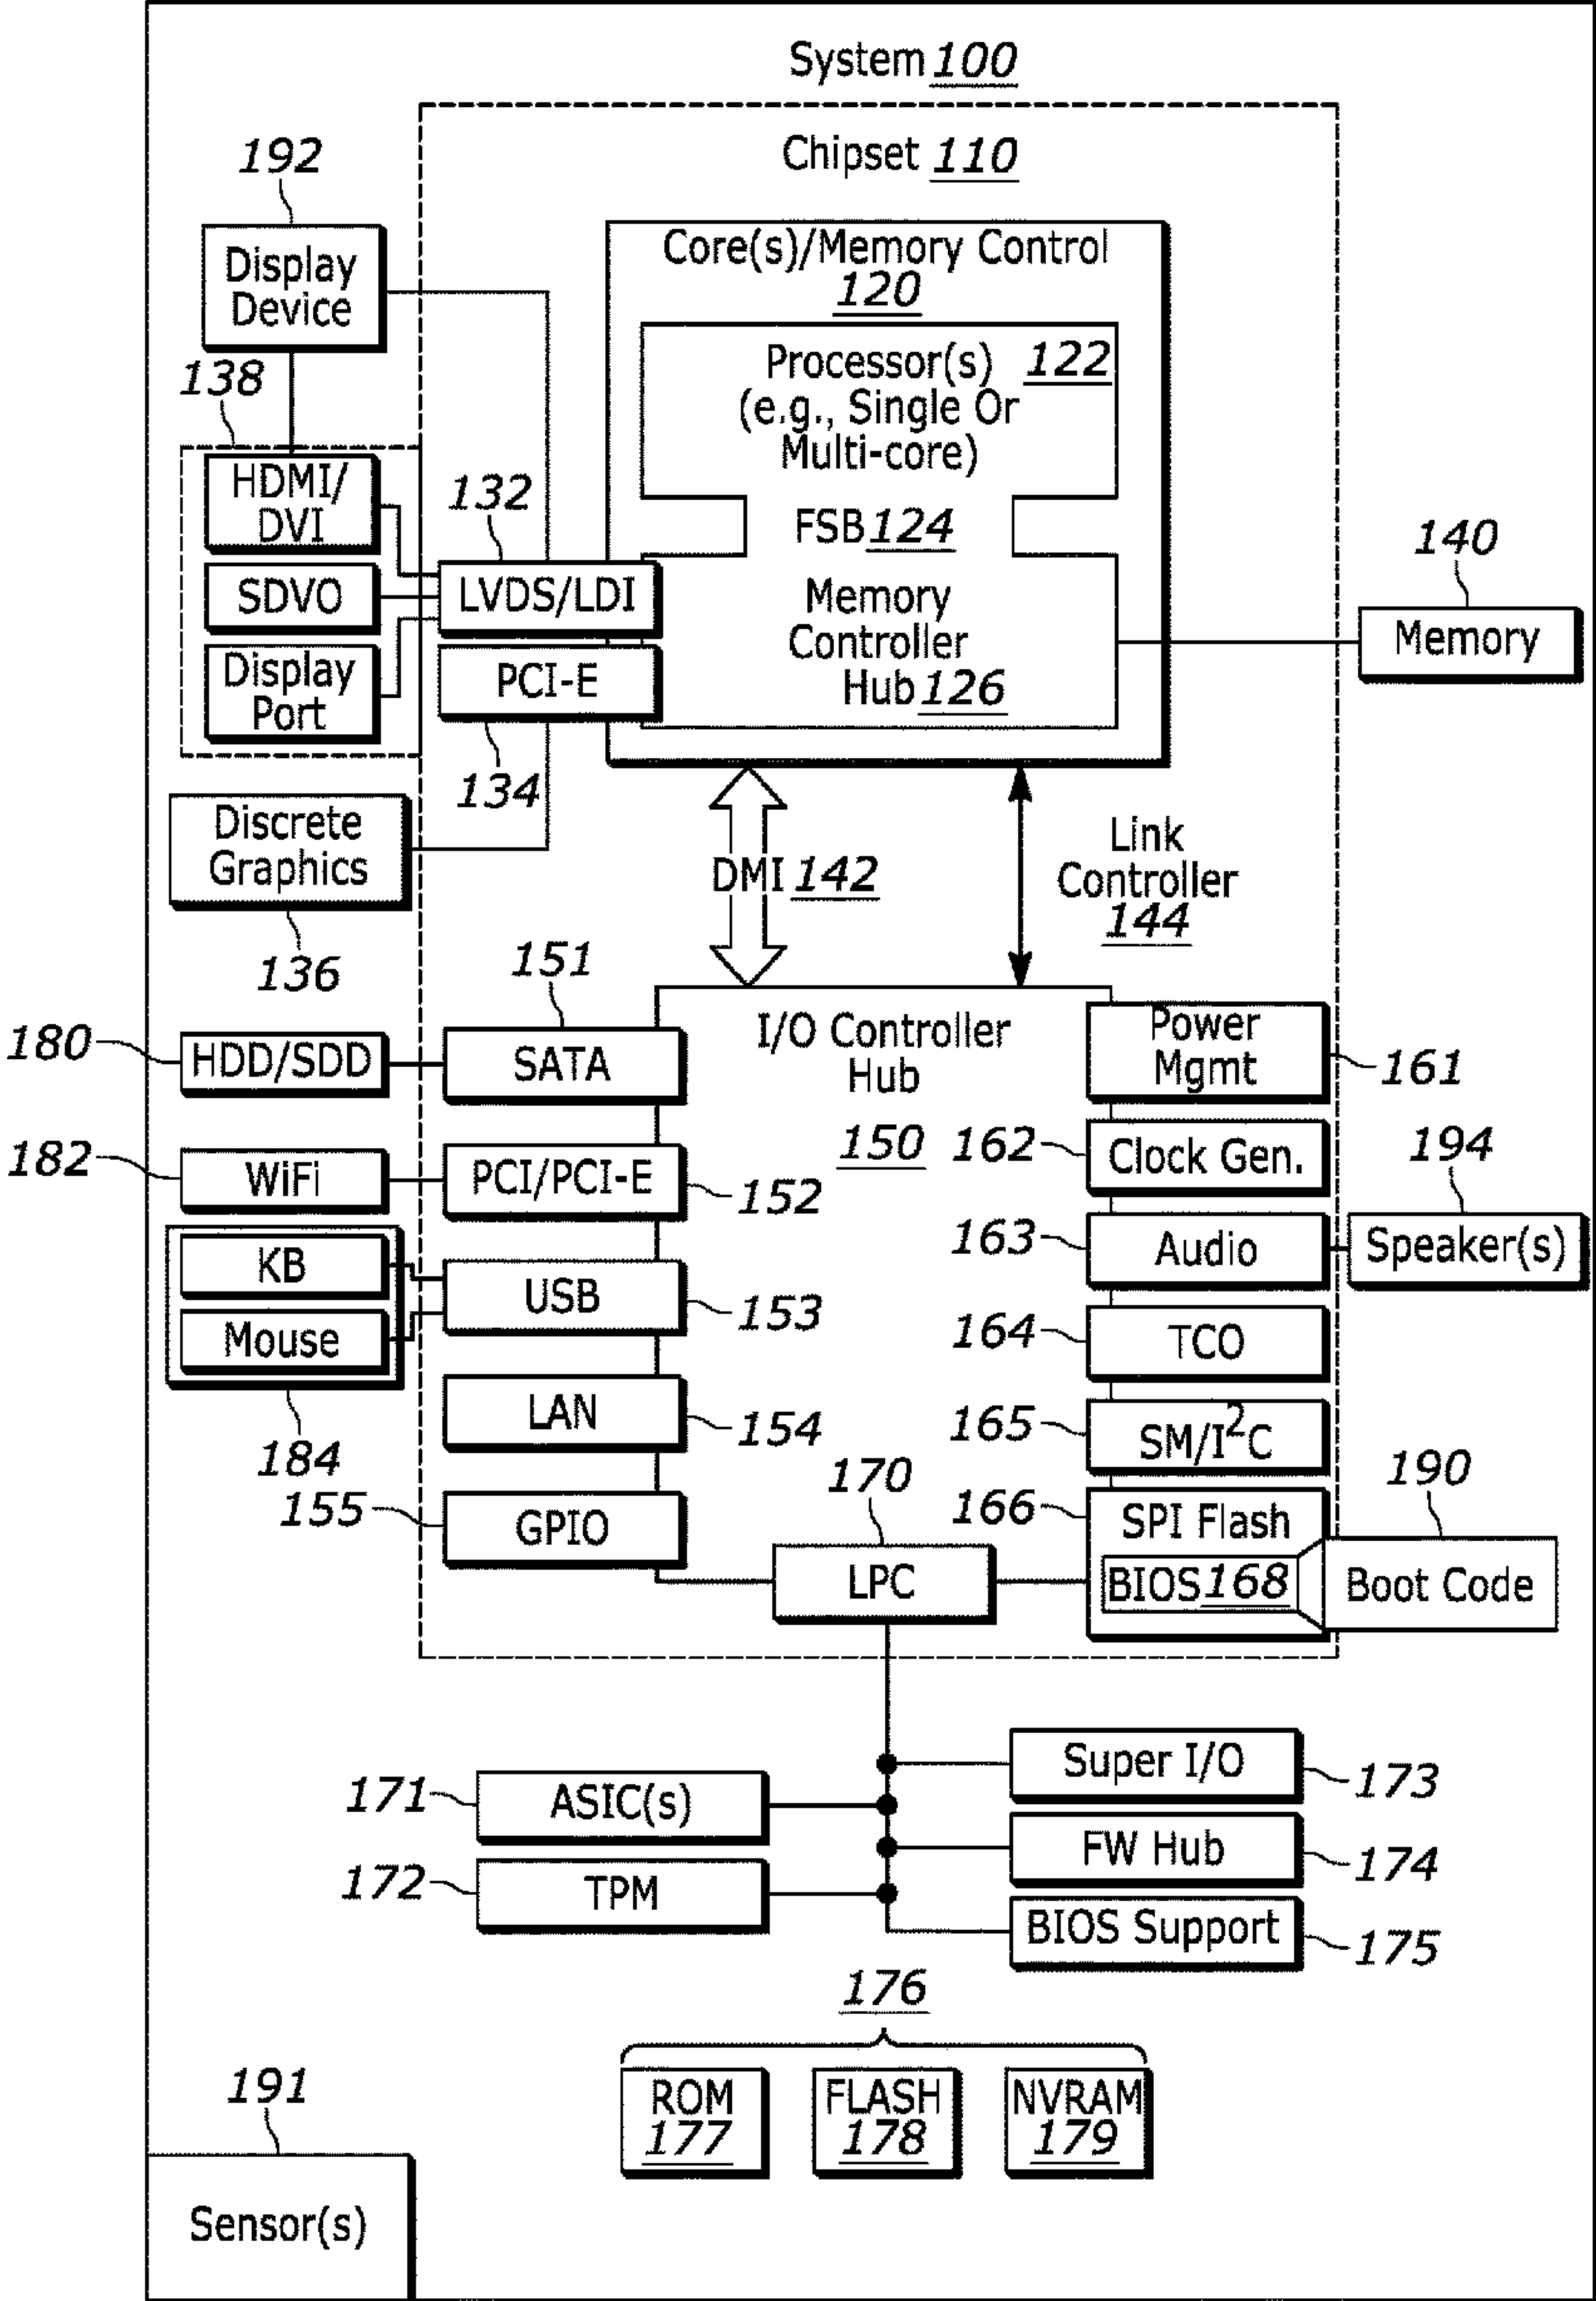 System 100
Chipset 110
192
Display
Device
138
HDMI/
DVI
SDVO
Display
Port
132
LVDS/LDI
PCI-E
134
Discrete
Graphics
136
Core(s)/Memory Control
120
Processor(s) 122
(e.g., Single Or
Multi-core)
FSB 124
Memory
Controller
Hub 126
140
Memory
DMI 142
Link
Controller
144
151
SATA
180
HDD/SDD
I/O Controller
Hub
150
Power
Mgmt
161
182
WiFi
PCI/PCI-E
152
162
Clock Gen.
194
Speaker(s)
KB
Mouse
184
USB
153
163
Audio
164
TCO
LAN
154
165
SM/I²C
155
GPIO
170
LPC
166
SPI Flash
BIOS 168
190
Boot Code
171
ASIC(s)
172
TPM
Super I/O
173
FW Hub
174
BIOS Support
175
176
ROM
177
FLASH
178
NVRAM
179
191
Sensor(s)